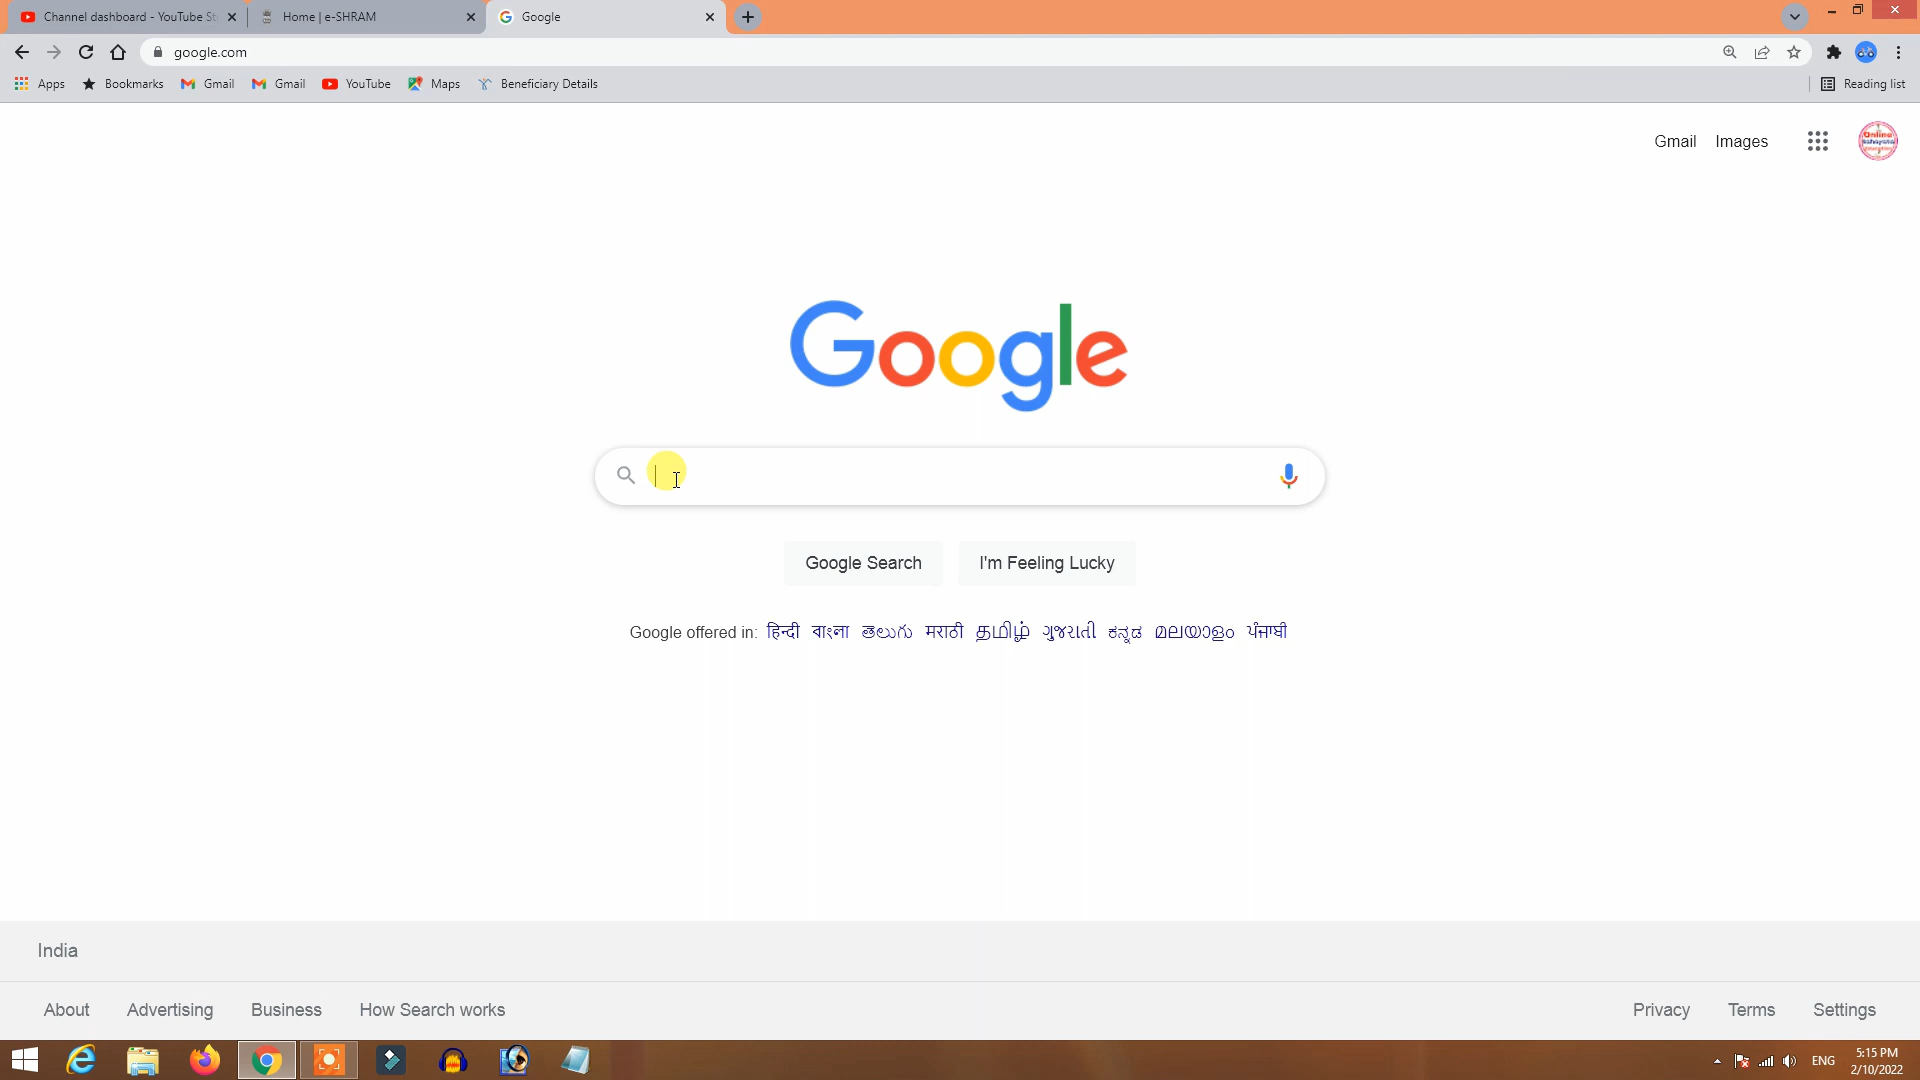 Channel dashboard - YouTube St
Home | e-SHRAM
Google
google.com
Apps
Bookmarks
Gmail
Gmail
YouTube
Maps
Beneficiary Details
Reading list
Gmail
Images
Online
Google
Google Search
I'm Feeling Lucky
Google offered in: हिन्दी বাংলা తెలుగు मराठी தமிழ் ગુજરાતી ಕನ್ನಡ മലയാളം ਪੰਜਾਬੀ
India
About
Advertising
Business
How Search works
Privacy
Terms
Settings
ENG
5:15 PM
2/10/2022